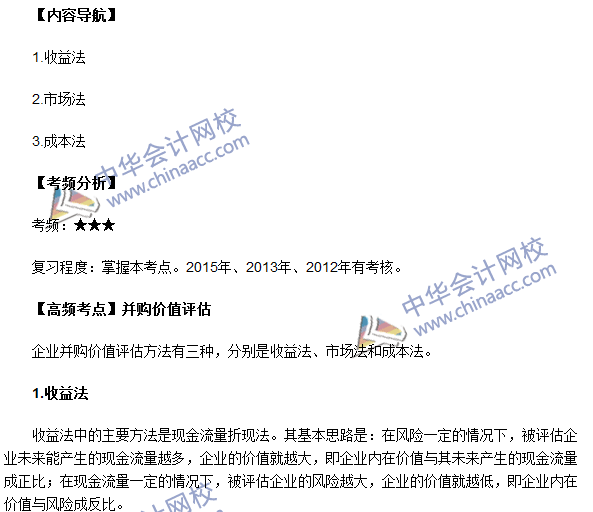 【内容导航】
1.收益法
2.市场法
3.成本法
【考频分析】
考频：★★★
复习程度：掌握本考点。2015年、2013年、2012年有考核。
【高频考点】并购价值评估
企业并购价值评估方法有三种，分别是收益法、市场法和成本法。
1.收益法
收益法中的主要方法是现金流量折现法。其基本思路是：在风险一定的情况下，被评估企
业未来能产生的现金流量越多，企业的价值就越大，即企业内在价值与其未来产生的现金流量
成正比；在现金流量一定的情况下，被评估企业的风险越大，企业的价值就越低，即企业内在
价值与风险成反比。
中华会计网校
www.chinaacc.com
中华会计网校
www.chinaacc.com